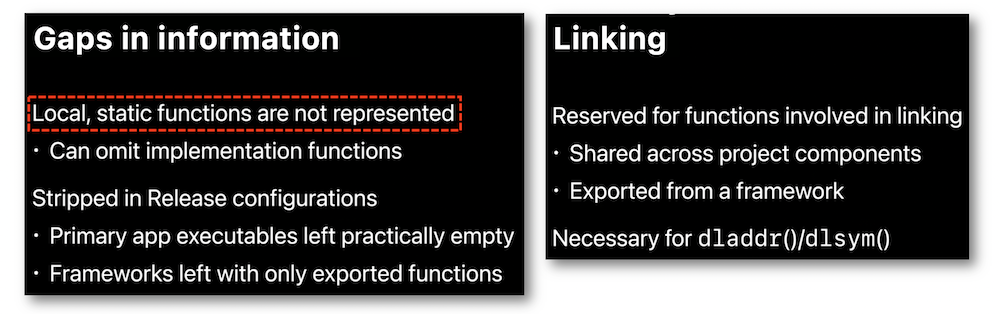 Gaps in information
Local, static functions are not represented
· Can omit implementation functions
Stripped in Release configurations
· Primary app executables left practically empty
· Frameworks left with only exported functions
Linking
Reserved for functions involved in linking
· Shared across project components
· Exported from a framework
Necessary for dladdr()/dlsym()